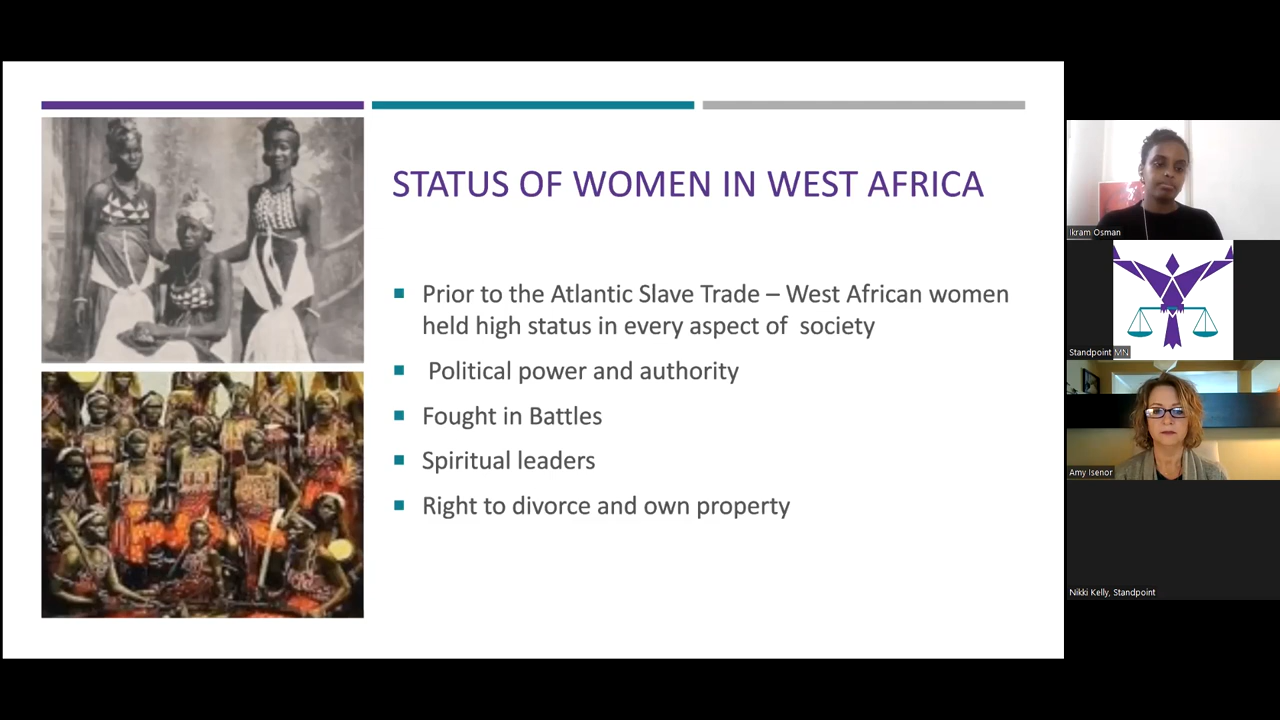 STATUS OF WOMEN IN WEST AFRICA
Prior to the Atlantic Slave Trade – West African women
held high status in every aspect of society
Political power and authority
Fought in Battles
Spiritual leaders
Right to divorce and own property
Ikram Osman
Standpoint MN
Amy Isenor
Nikki Kelly, Standpoint